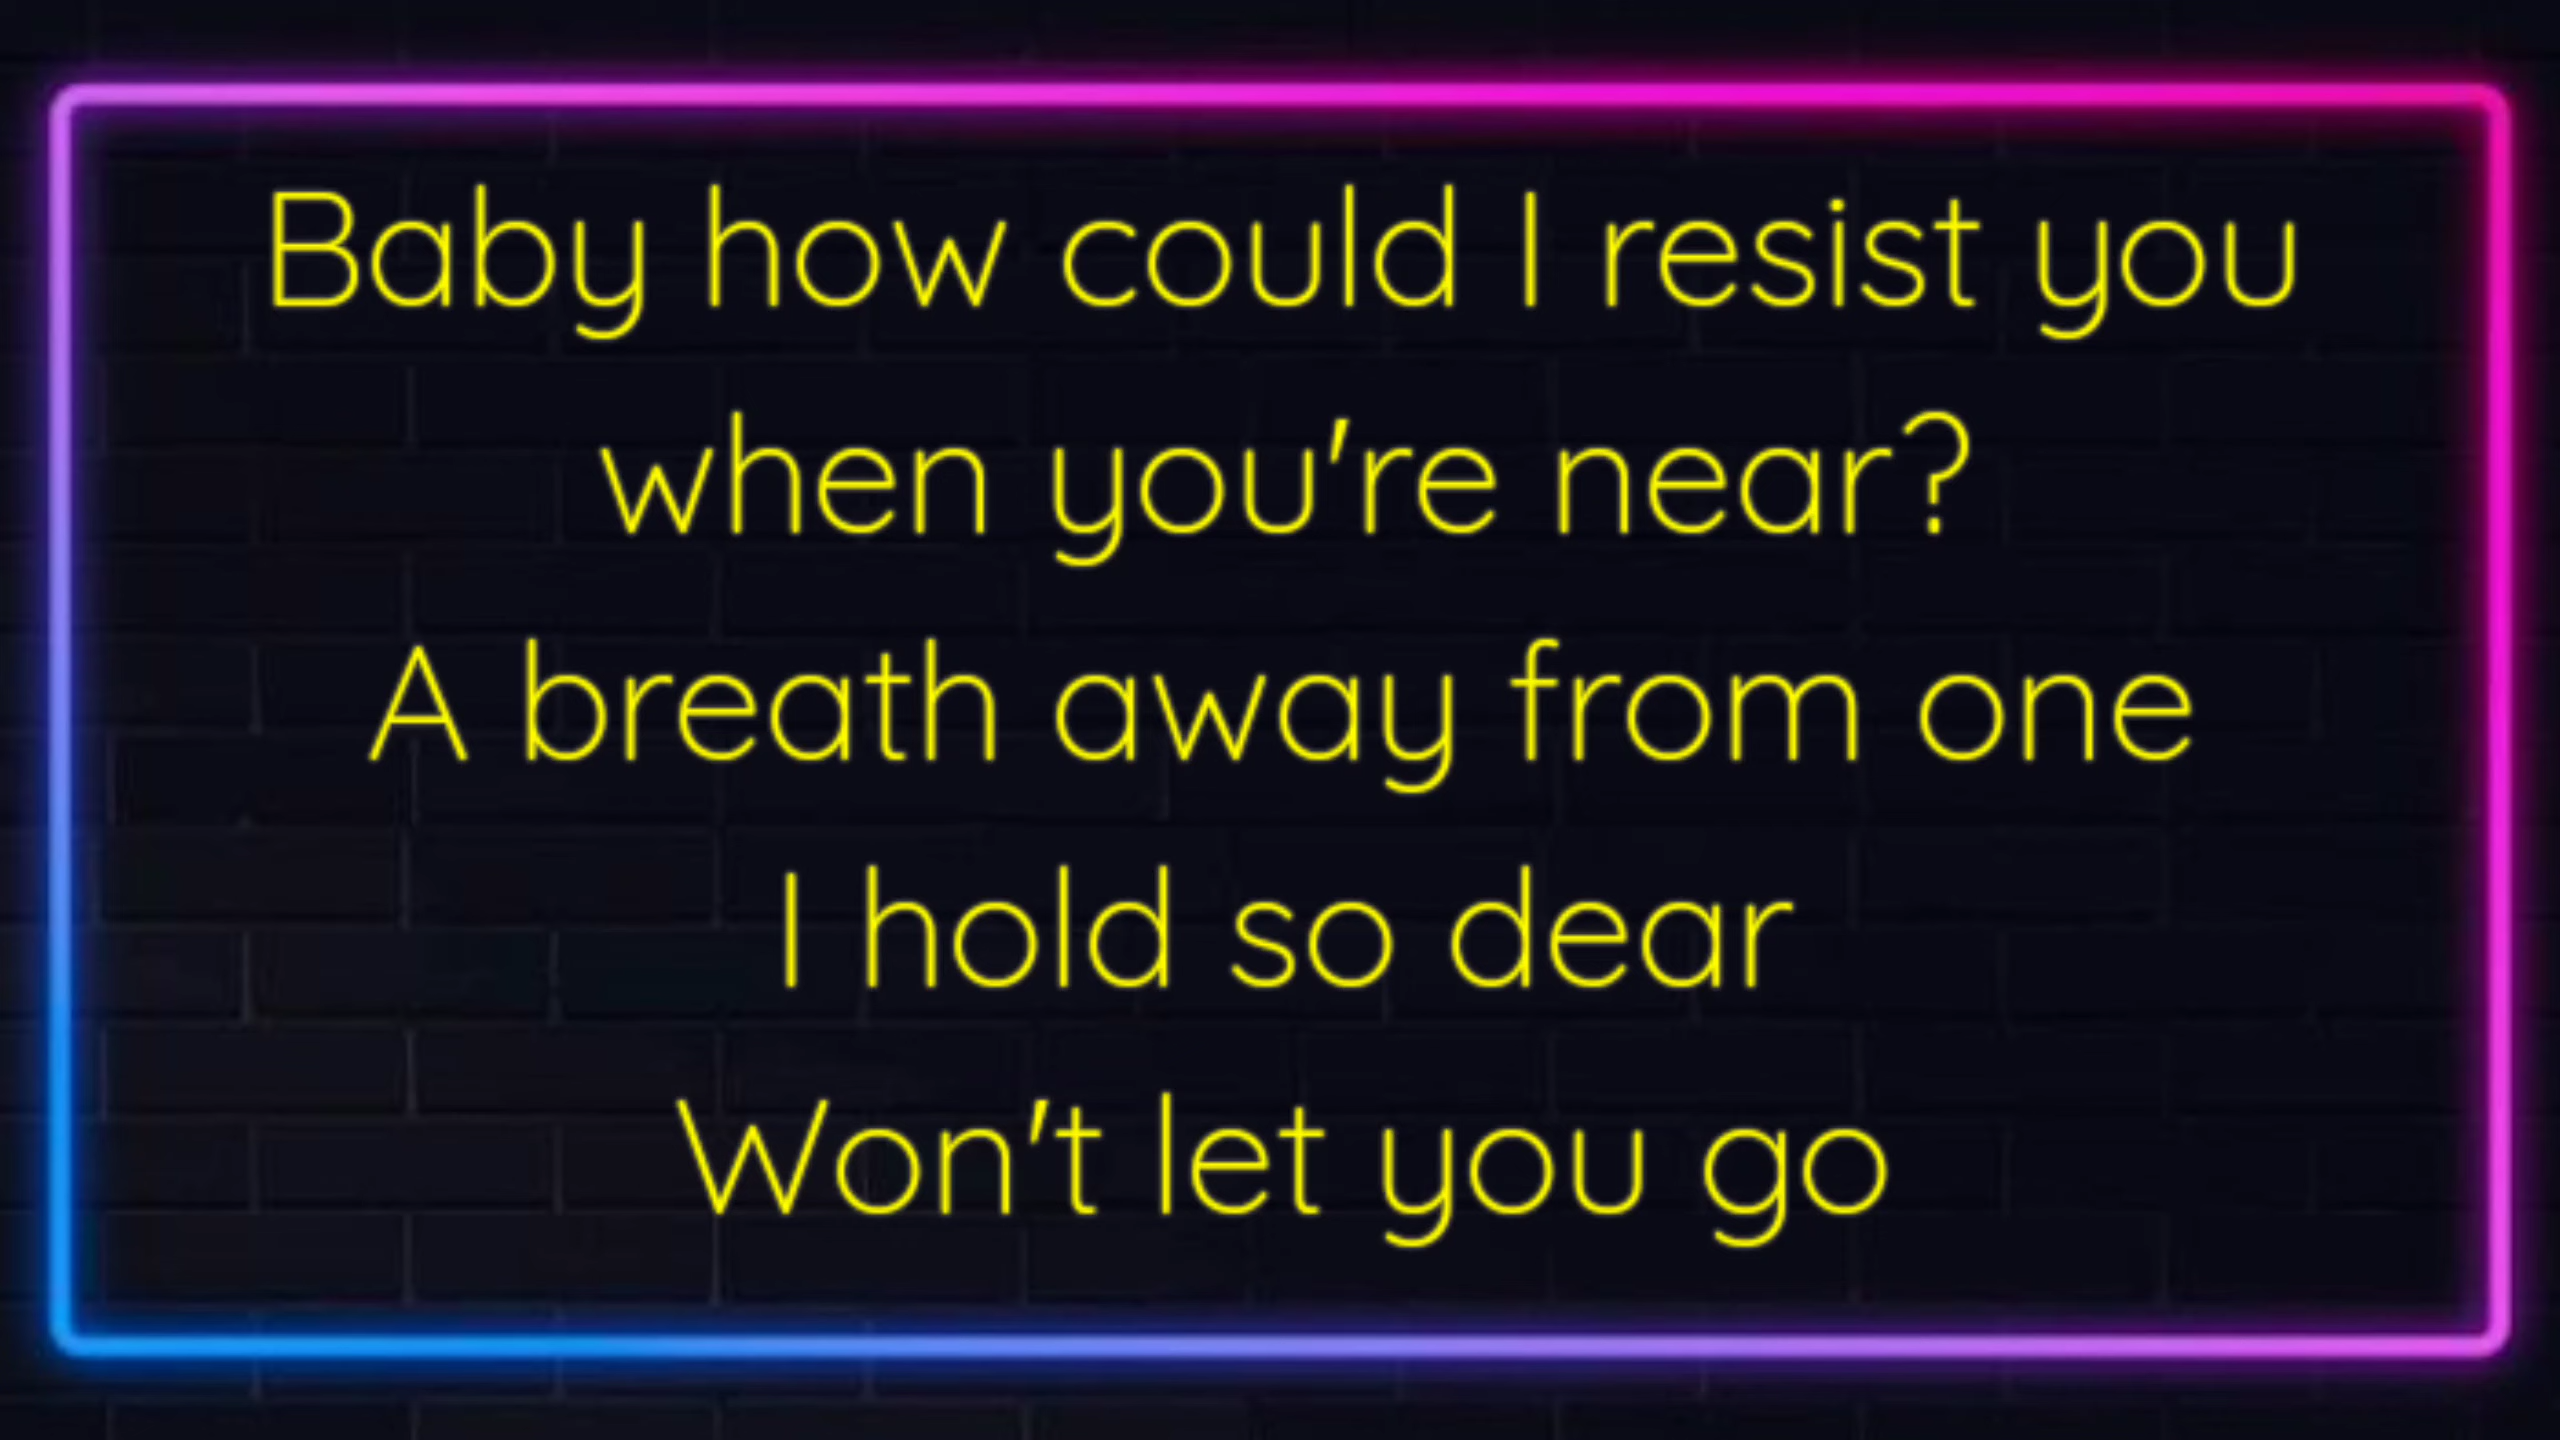 Baby how could I resist you
when you're near?
A breath away from one
I hold so dear
Won't let you go